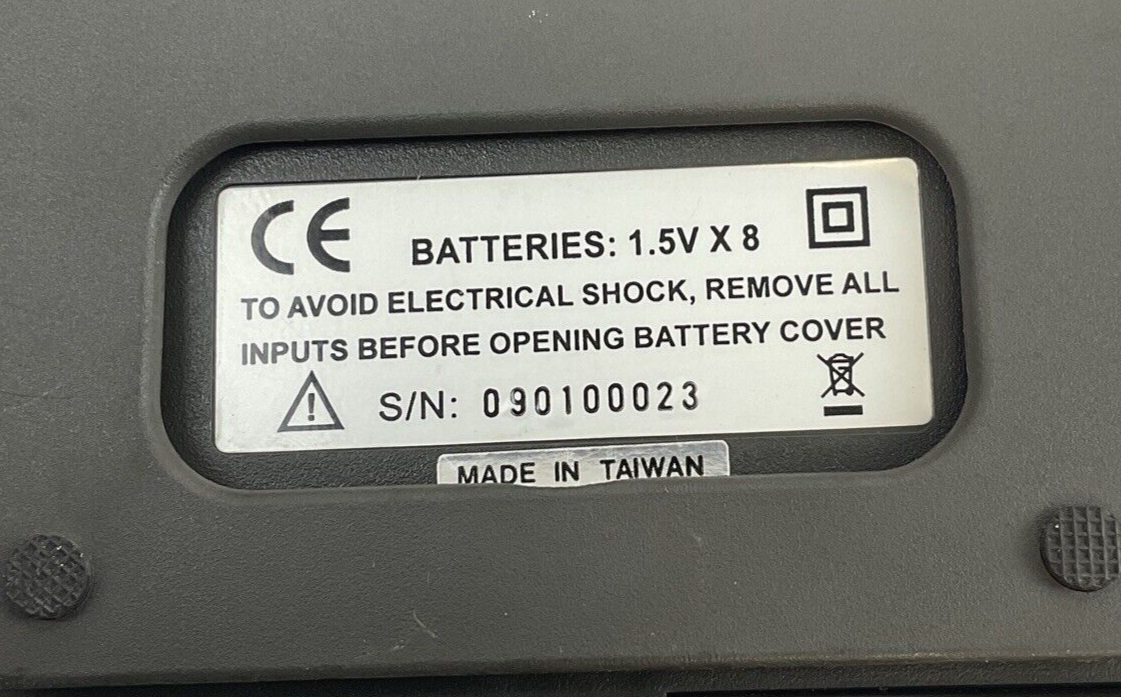 CE
BATTERIES: 1.5V X 8
TO AVOID ELECTRICAL SHOCK, REMOVE ALL
INPUTS BEFORE OPENING BATTERY COVER
S/N: 090100023
MADE IN TAIWAN